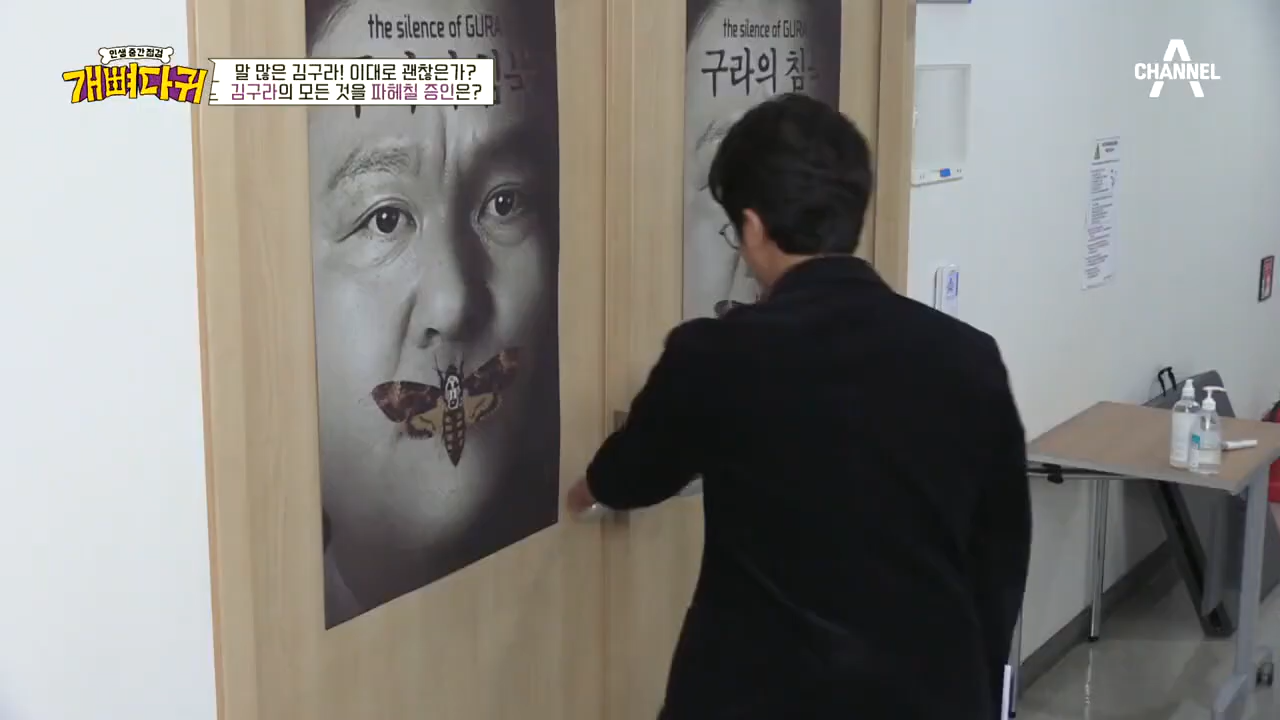 인생 중간 점검
개뼈다귀
말 많은 김구라! 이대로 괜찮은가?
김구라의 모든 것을 파헤칠 증인은?
CHANNEL A
the silence of GURA
the silence of GURA
구라의 침